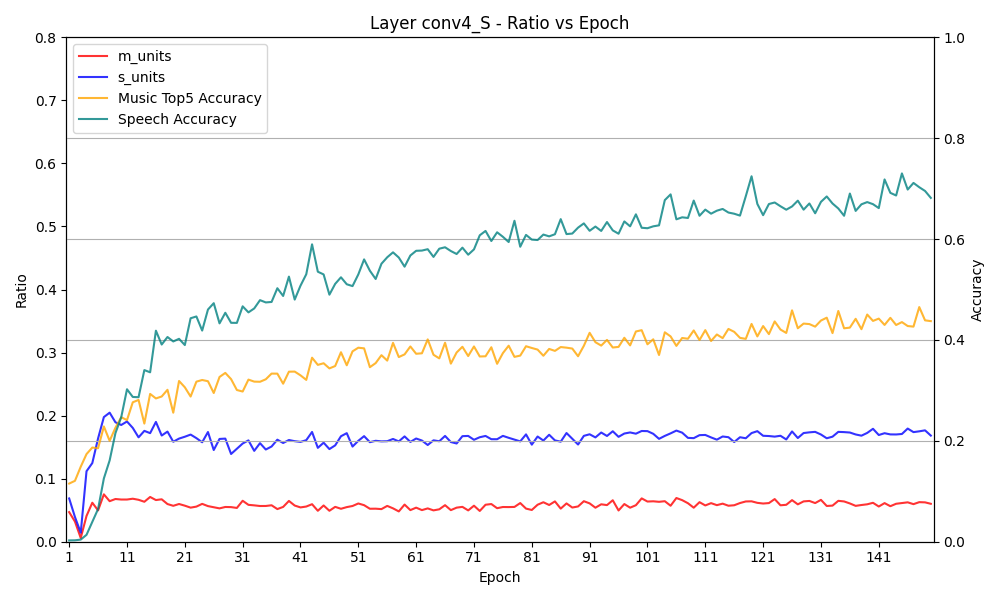 Layer conv4_S - Ratio vs Epoch
m_units
s_units
Music Top5 Accuracy
Speech Accuracy
Ratio
0.8
0.7
0.6
0.5
0.4
0.3
0.2
0.1
0.0
1.0
0.8
0.6
0.4
0.2
0.0
Accuracy
1 11 21 31 41 51 61 71 81 91 101 111 121 131 141
Epoch